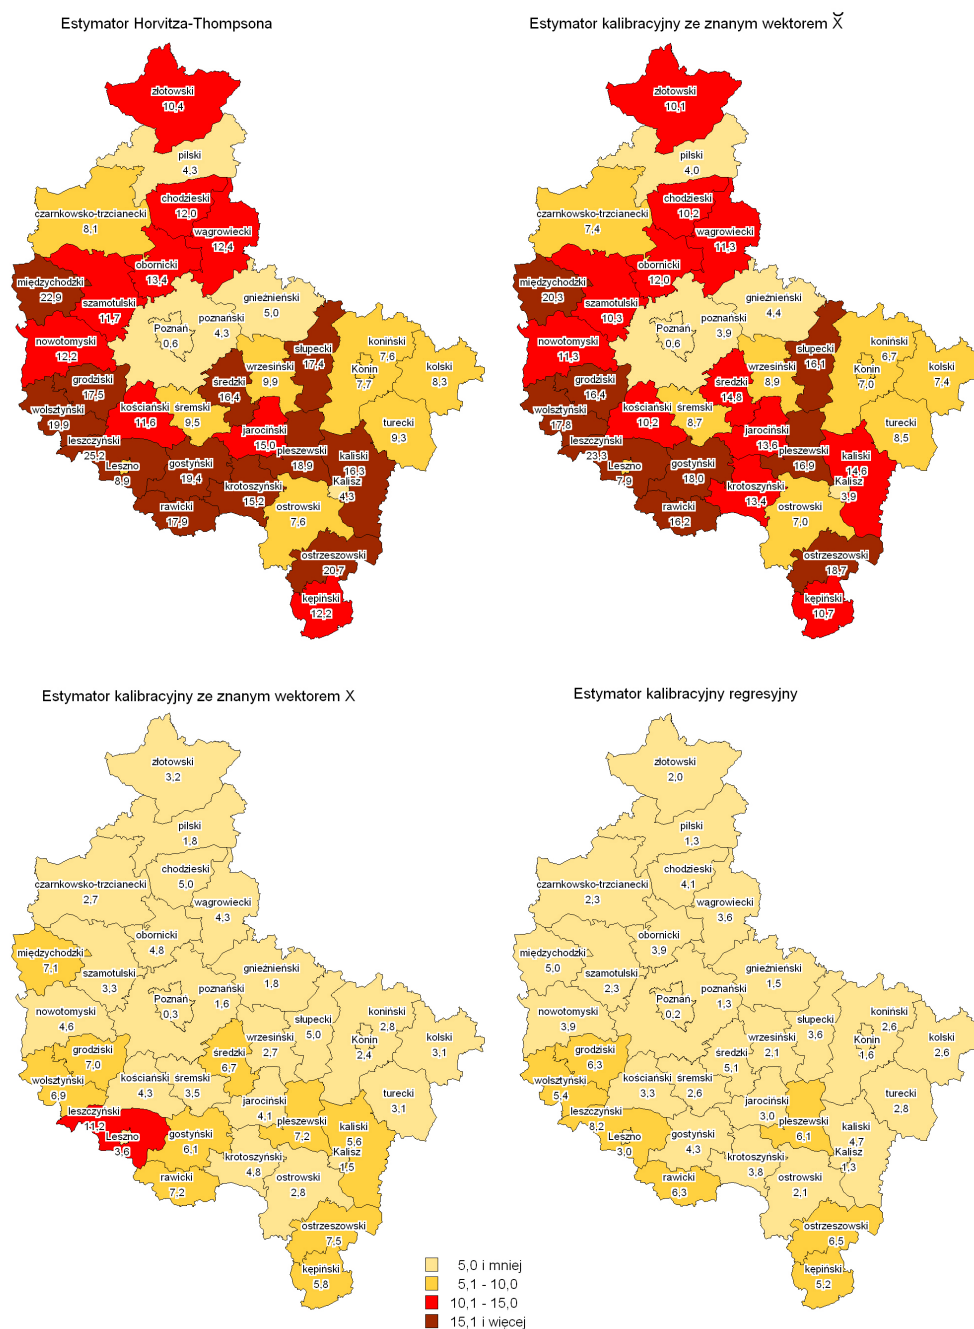 Estymator Horvitza-Thompsona
złotowski
10,4
pilski
4,3
chodzieski
12,0
czarnkowsko-trzcianecki
8,1
wągrowiecki
12,4
obornicki
13,4
międzychodzki
22,9
szamotulski
11,7
gnieźnieński
5,0
Poznań
0,6
poznański
4,3
nowotomyski
12,2
słupecki
17,4
koniński
7,6
wrzesiński
9,9
Konin
7,7
kolski
8,3
grodziski
17,5
średzki
16,4
wolsztyński
19,9
kościański
11,6
śremski
9,5
turecki
9,3
jarociński
15,0
leszczyński
25,2
pleszewski
18,9
kaliski
16,3
Leszno
8,9
gostyński
19,4
krotoszyński
15,2
Kalisz
4,3
rawicki
17,9
ostrowski
7,6
ostrzeszowski
20,7
kępiński
12,2
Estymator kalibracyjny ze znanym wektorem X̆
złotowski
10,1
pilski
4,0
chodzieski
10,2
czarnkowsko-trzcianecki
7,4
wągrowiecki
11,3
obornicki
12,0
międzychodzki
20,3
szamotulski
10,3
gnieźnieński
4,4
Poznań
0,6
poznański
3,9
nowotomyski
11,3
słupecki
16,1
koniński
6,7
wrzesiński
8,9
Konin
7,0
kolski
7,4
grodziski
16,4
średzki
14,8
wolsztyński
17,8
kościański
10,2
śremski
8,7
turecki
8,5
jarociński
13,6
leszczyński
23,3
pleszewski
16,9
kaliski
14,6
Leszno
7,9
gostyński
18,0
krotoszyński
13,4
Kalisz
3,9
rawicki
16,2
ostrowski
7,0
ostrzeszowski
18,7
kępiński
10,7
Estymator kalibracyjny ze znanym wektorem X
złotowski
3,2
pilski
1,8
chodzieski
5,0
czarnkowsko-trzcianecki
2,7
wągrowiecki
4,3
obornicki
4,8
międzychodzki
7,1
szamotulski
3,3
gnieźnieński
1,8
Poznań
0,3
poznański
1,6
nowotomyski
4,6
słupecki
5,0
koniński
2,8
wrzesiński
2,7
Konin
2,4
kolski
3,1
grodziski
7,0
średzki
6,7
wolsztyński
6,9
kościański
4,3
śremski
3,5
turecki
3,1
jarociński
4,1
leszczyński
11,2
pleszewski
7,2
kaliski
5,6
Leszno
3,6
gostyński
6,1
krotoszyński
4,8
Kalisz
1,5
rawicki
7,2
ostrowski
2,8
ostrzeszowski
7,5
kępiński
5,8
Estymator kalibracyjny regresyjny
złotowski
2,0
pilski
1,3
chodzieski
4,1
czarnkowsko-trzcianecki
2,3
wągrowiecki
3,6
obornicki
3,9
międzychodzki
5,0
szamotulski
2,3
gnieźnieński
1,5
Poznań
0,2
poznański
1,3
nowotomyski
3,9
słupecki
3,6
koniński
2,6
wrzesiński
2,1
Konin
1,6
kolski
2,6
grodziski
6,3
średzki
5,1
wolsztyński
5,4
kościański
3,3
śremski
2,6
turecki
2,8
jarociński
3,0
leszczyński
8,2
pleszewski
6,1
kaliski
4,7
Leszno
3,0
gostyński
4,3
krotoszyński
3,8
Kalisz
1,3
rawicki
6,3
ostrowski
2,1
ostrzeszowski
6,5
kępiński
5,2
5,0 i mniej
5,1 - 10,0
10,1 - 15,0
15,1 i więcej